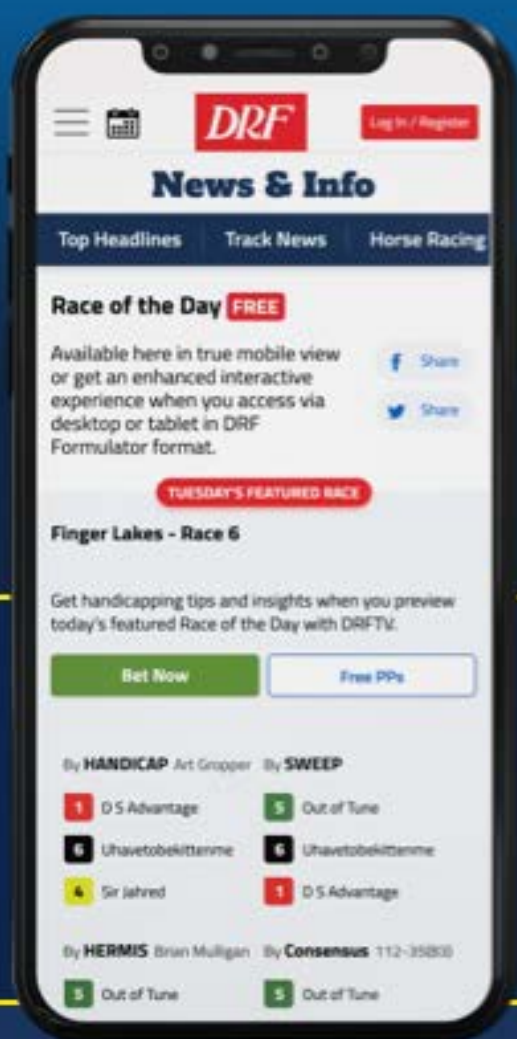 DRF
Log In / Register
News & Info
Top Headlines Track News Horse Racing
Race of the Day FREE
Available here in true mobile view
or get an enhanced interactive
experience when you access via
desktop or tablet in DRF
Formulator format.
Share
Share
TUESDAY'S FEATURED RACE
Finger Lakes - Race 6
Get handicapping tips and insights when you preview
today's featured Race of the Day with DRFTV.
Bet Now Free PPs
By HANDICAP Art Gropper By SWEEP
1 D S Advantage 5 Out of Tune
6 Uhavetobekittenme 6 Uhavetobekittenme
4 Sir Jahred 1 D S Advantage
By HERMIS Brian Mulligan By Consensus
5 Out of Tune 5 Out of Tune